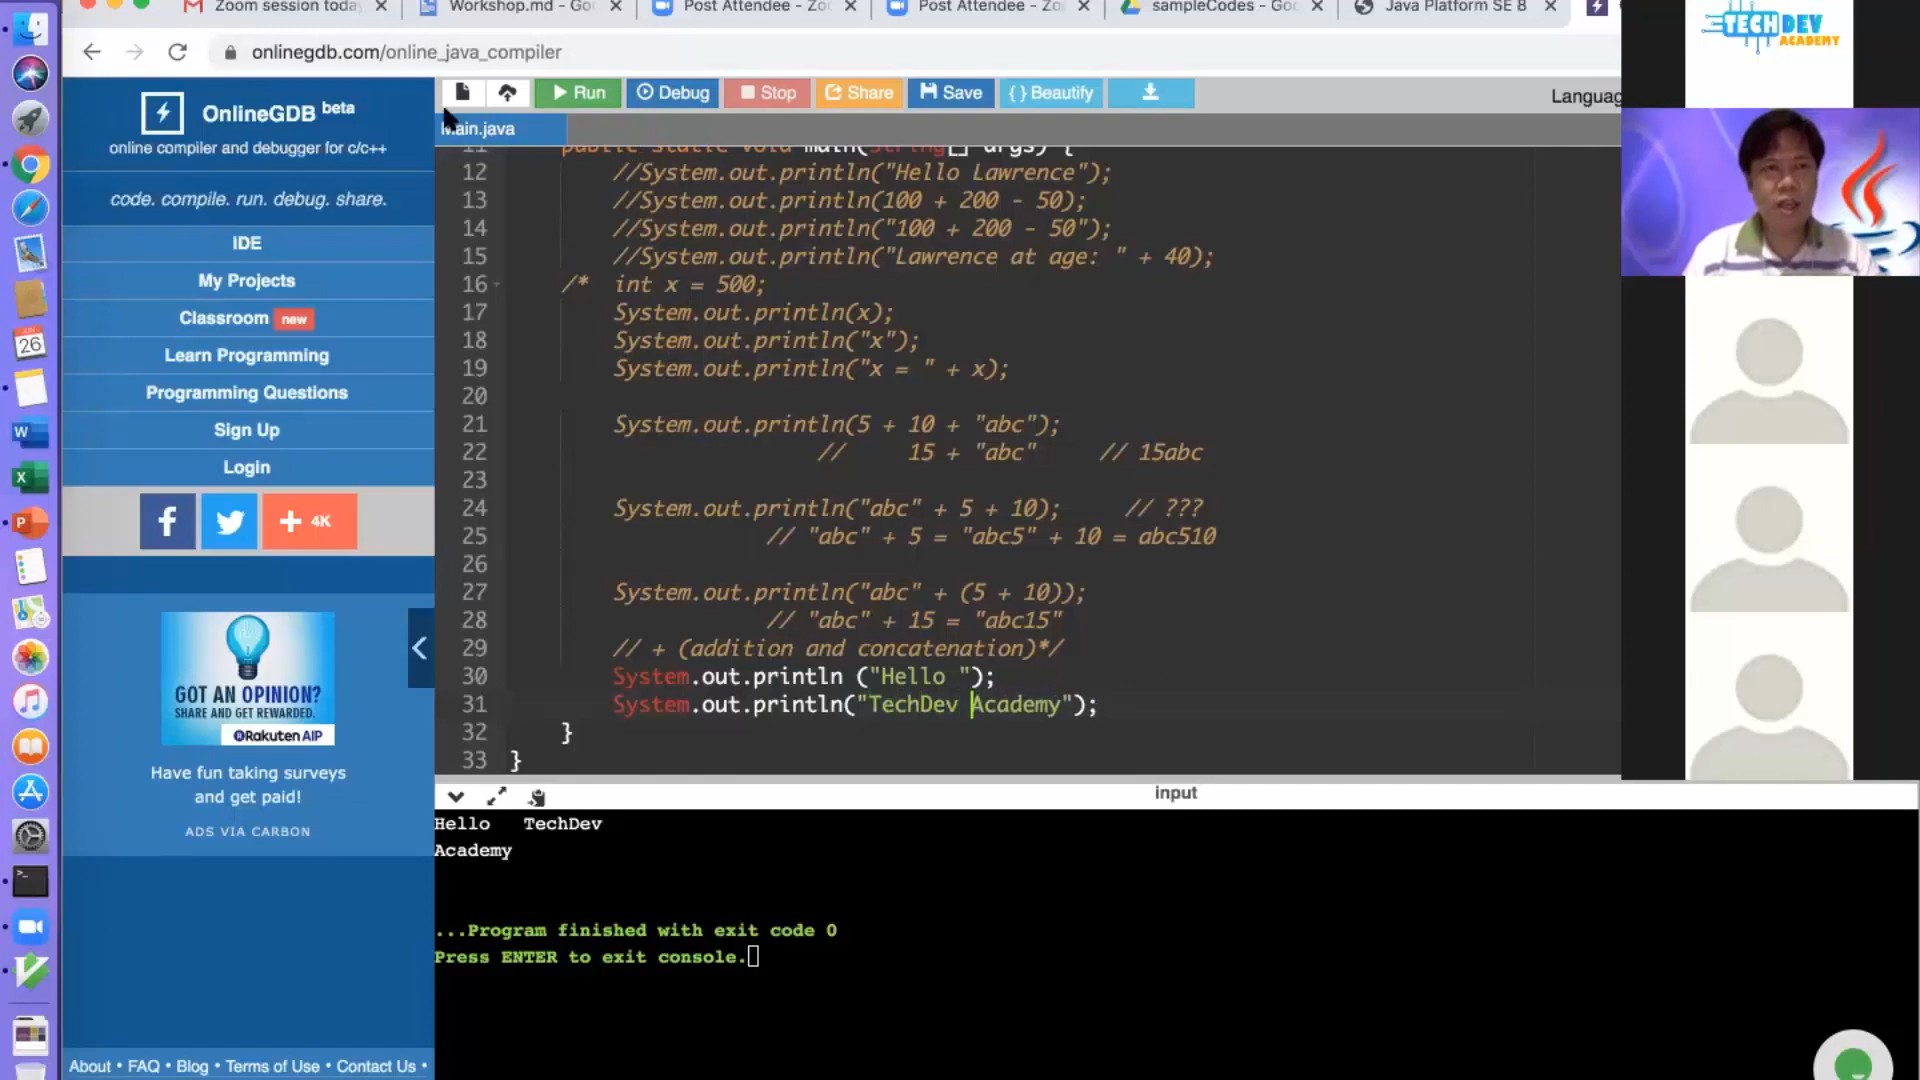 Zoom session toda
Workshop.md - Go
Post Attendee - Zo
Post Attendee - Zo
sampleCodes - Goo
Java Platform SE 8
TECHDEV
ACADEMY
onlinegdb.com/online_java_compiler
OnlineGDB beta
online compiler and debugger for c/c++
code. compile. run. debug. share.
IDE
My Projects
Classroom new
Learn Programming
Programming Questions
Sign Up
Login
+ 4K
GOT AN OPINION?
SHARE AND GET REWARDED.
Rakuten AIP
Have fun taking surveys
and get paid!
ADS VIA CARBON
About • FAQ • Blog • Terms of Use • Contact Us •
Run
Debug
Stop
Share
Save
{ } Beautify
Languag
Main.java
11 public static void main(String[] args) {
12 //System.out.println("Hello Lawrence");
13 //System.out.println(100 + 200 - 50);
14 //System.out.println("100 + 200 - 50");
15 //System.out.println("Lawrence at age: " + 40);
16 /* int x = 500;
17 System.out.println(x);
18 System.out.println("x");
19 System.out.println("x = " + x);
20
21 System.out.println(5 + 10 + "abc");
22 // 15 + "abc" // 15abc
23
24 System.out.println("abc" + 5 + 10); // ???
25 // "abc" + 5 = "abc5" + 10 = abc510
26
27 System.out.println("abc" + (5 + 10));
28 // "abc" + 15 = "abc15"
29 // + (addition and concatenation)*/
30 System.out.println ("Hello ");
31 System.out.println("TechDev Academy");
32 }
33 }
input
Hello TechDev
Academy
...Program finished with exit code 0
Press ENTER to exit console.
26
W
X
P